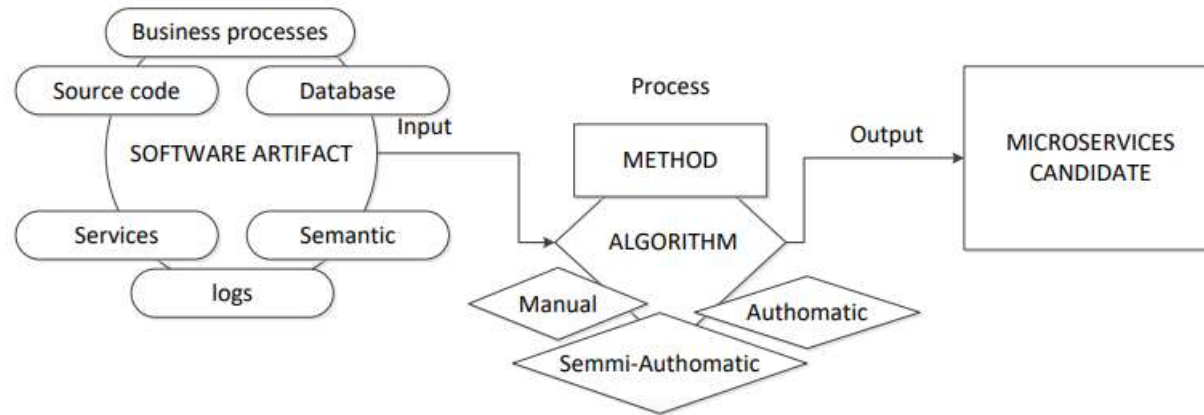 Business processes
Source code
Database
SOFTWARE ARTIFACT
Services
Semantic
logs
Input
Process
METHOD
ALGORITHM
Manual
Authomatic
Semmi-Authomatic
Output
MICROSERVICES
CANDIDATE